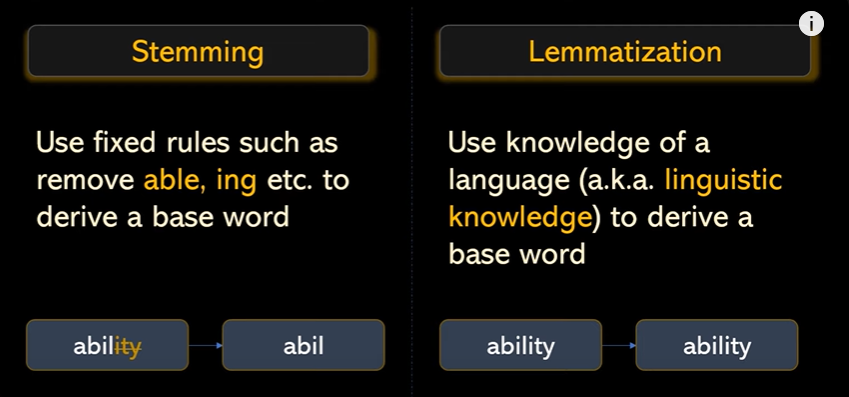 Stemming
Use fixed rules such as
remove able, ing etc. to
derive a base word
ability
abil
i
Lemmatization
Use knowledge of a
language (a.k.a. linguistic
knowledge) to derive a
base word
ability
ability